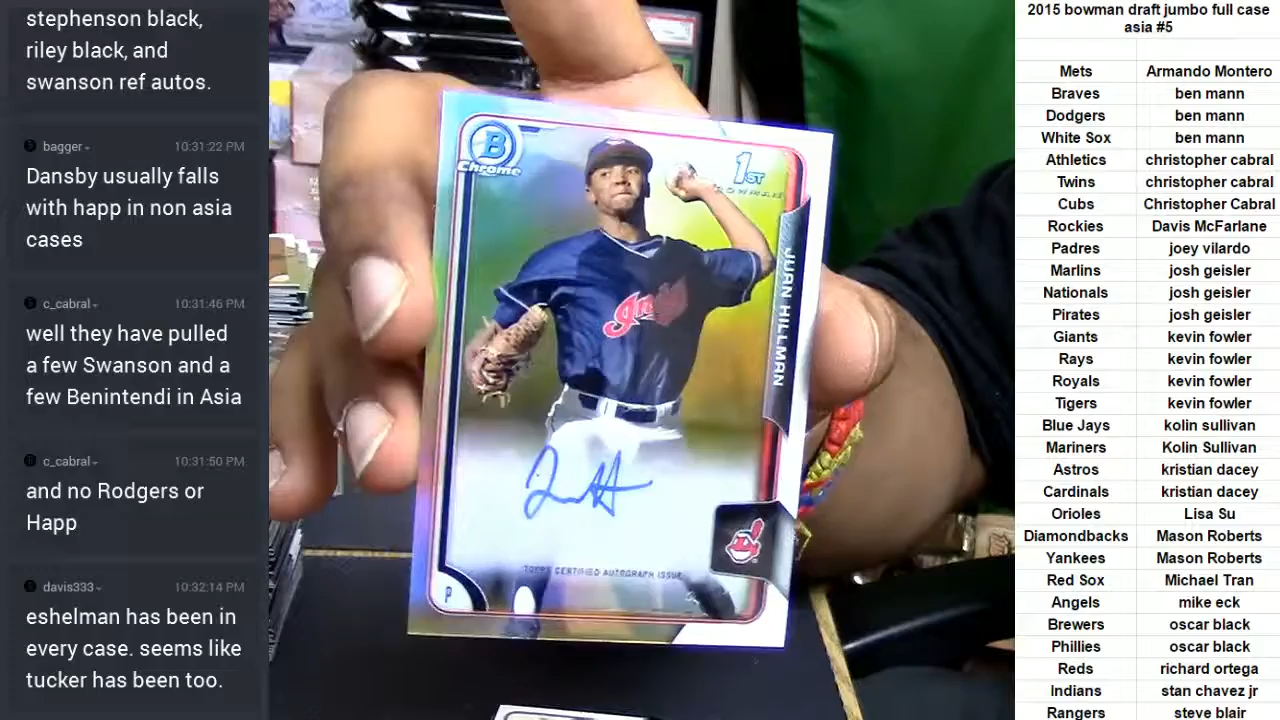 stephenson black,
riley black, and
swanson ref autos.
bagger 10:31:22 PM
Dansby usually falls
with happ in non asia
cases
c_cabral 10:31:46 PM
well they have pulled
a few Swanson and a
few Benintendi in Asia
c_cabral 10:31:50 PM
and no Rodgers or
Happ
davis333 10:32:14 PM
eshelman has been in
every case. seems like
tucker has been too.
B
Chrome
1ST
BOWMAN
JUAN HILLMAN
Indians
TOPPS CERTIFIED AUTOGRAPH ISSUE
P
2015 bowman draft jumbo full case
asia #5
Mets Armando Montero
Braves ben mann
Dodgers ben mann
White Sox ben mann
Athletics christopher cabral
Twins christopher cabral
Cubs Christopher Cabral
Rockies Davis McFarlane
Padres joey vilardo
Marlins josh geisler
Nationals josh geisler
Pirates josh geisler
Giants kevin fowler
Rays kevin fowler
Royals kevin fowler
Tigers kevin fowler
Blue Jays kolin sullivan
Mariners Kolin Sullivan
Astros kristian dacey
Cardinals kristian dacey
Orioles Lisa Su
Diamondbacks Mason Roberts
Yankees Mason Roberts
Red Sox Michael Tran
Angels mike eck
Brewers oscar black
Phillies oscar black
Reds richard ortega
Indians stan chavez jr
Rangers steve blair